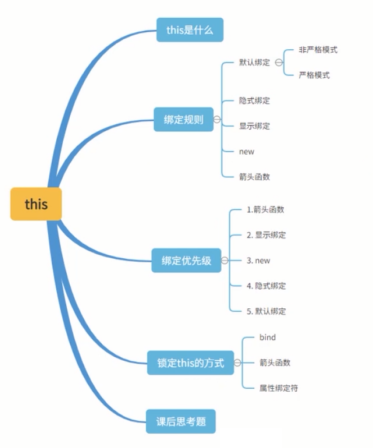 this
this是什么
绑定规则
默认绑定
非严格模式
严格模式
隐式绑定
显示绑定
new
箭头函数
绑定优先级
1.箭头函数
2. 显示绑定
3. new
4. 隐式绑定
5. 默认绑定
锁定this的方式
bind
箭头函数
属性绑定符
课后思考题